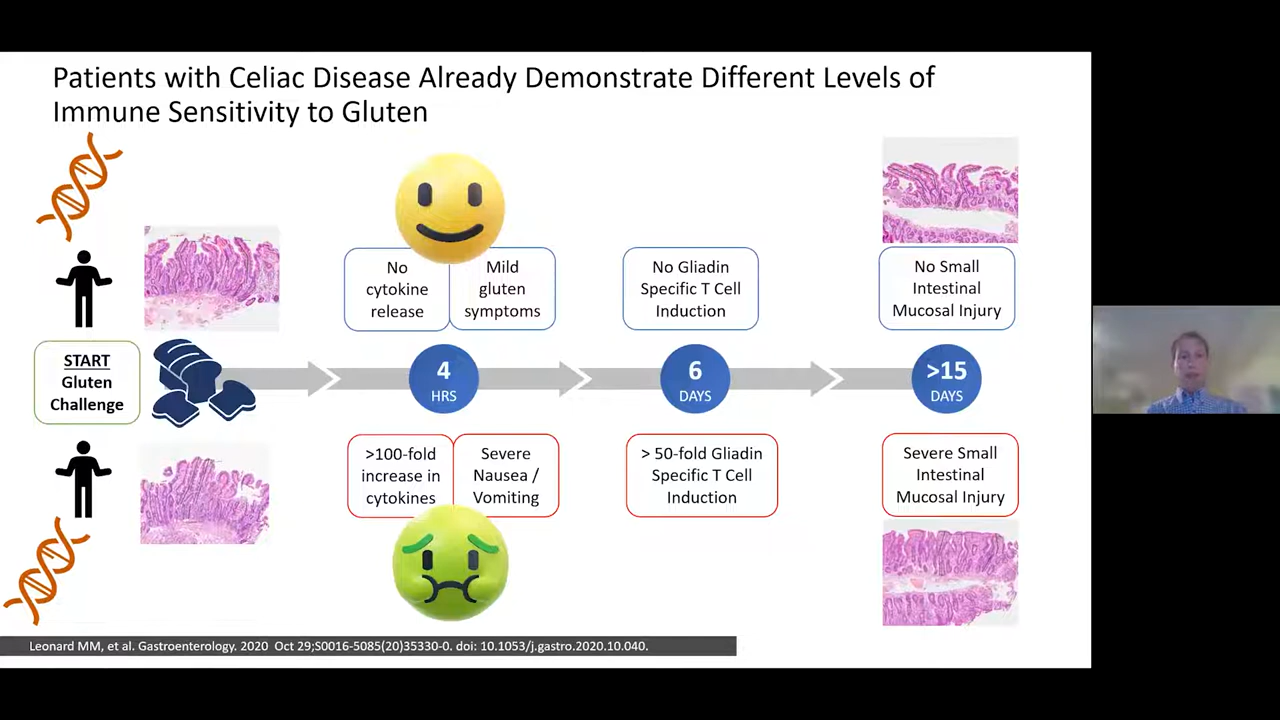 Patients with Celiac Disease Already Demonstrate Different Levels of
Immune Sensitivity to Gluten
No
cytokine
release
Mild
gluten
symptoms
No Gliadin
Specific T Cell
Induction
No Small
Intestinal
Mucosal Injury
START
Gluten
Challenge
4
HRS
6
DAYS
>15
DAYS
>100-fold
increase in
cytokines
Severe
Nausea /
Vomiting
> 50-fold Gliadin
Specific T Cell
Induction
Severe Small
Intestinal
Mucosal Injury
Leonard MM, et al. Gastroenterology. 2020 Oct 29;S0016-5085(20)35330-0. doi: 10.1053/j.gastro.2020.10.040.